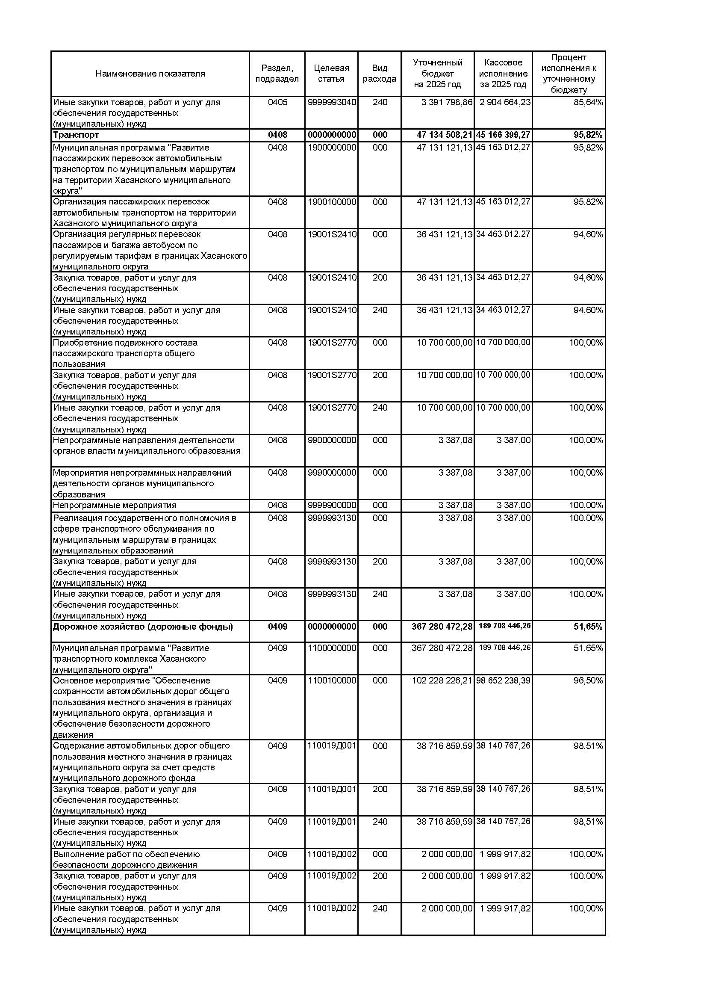 Наименование показателя
Раздел,
подраздел
Целевая
статья
Вид
расхода
Уточненный
бюджет
на 2025 год
Кассовое
исполнение
за 2025 год
Процент
исполнения к
уточненному
бюджету
Иные закупки товаров, работ и услуг для 0405 9999993040 240 3 391 798,86 2 904 664,23 85,64%
обеспечения государственных
(муниципальных) нужд
Транспорт 0408 0000000000 000 47 134 508,21 45 166 399,27 95,82%
Муниципальная программа "Развитие 0408 1900000000 000 47 131 121,13 45 163 012,27 95,82%
пассажирских перевозок автомобильным
транспортом по муниципальным маршрутам
на территории Хасанского муниципального
округа"
Организация пассажирских перевозок 0408 1900100000 000 47 131 121,13 45 163 012,27 95,82%
автомобильным транспортом на территории
Хасанского муниципального округа
Организация регулярных перевозок 0408 19001S2410 000 36 431 121,13 34 463 012,27 94,60%
пассажиров и багажа автобусом по
регулируемым тарифам в границах Хасанского
муниципального округа
Закупка товаров, работ и услуг для 0408 19001S2410 200 36 431 121,13 34 463 012,27 94,60%
обеспечения государственных
(муниципальных) нужд
Иные закупки товаров, работ и услуг для 0408 19001S2410 240 36 431 121,13 34 463 012,27 94,60%
обеспечения государственных
(муниципальных) нужд
Приобретение подвижного состава 0408 19001S2770 000 10 700 000,00 10 700 000,00 100,00%
пассажирского транспорта общего
пользования
Закупка товаров, работ и услуг для 0408 19001S2770 200 10 700 000,00 10 700 000,00 100,00%
обеспечения государственных
(муниципальных) нужд
Иные закупки товаров, работ и услуг для 0408 19001S2770 240 10 700 000,00 10 700 000,00 100,00%
обеспечения государственных
(муниципальных) нужд
Непрограммные направления деятельности 0408 9900000000 000 3 387,08 3 387,00 100,00%
органов власти муниципального образования
Мероприятия непрограммных направлений 0408 9990000000 000 3 387,08 3 387,00 100,00%
деятельности органов муниципального
образования
Непрограммные мероприятия 0408 9999900000 000 3 387,08 3 387,00 100,00%
Реализация государственного полномочия в 0408 9999993130 000 3 387,08 3 387,00 100,00%
сфере транспортного обслуживания по
муниципальным маршрутам в границах
муниципальных образований
Закупка товаров, работ и услуг для 0408 9999993130 200 3 387,08 3 387,00 100,00%
обеспечения государственных
(муниципальных) нужд
Иные закупки товаров, работ и услуг для 0408 9999993130 240 3 387,08 3 387,00 100,00%
обеспечения государственных
(муниципальных) нужд
Дорожное хозяйство (дорожные фонды) 0409 0000000000 000 367 280 472,28 189 708 446,26 51,65%
Муниципальная программа "Развитие 0409 1100000000 000 367 280 472,28 189 708 446,26 51,65%
транспортного комплекса Хасанского
муниципального округа"
Основное мероприятие "Обеспечение 0409 1100100000 000 102 228 226,21 98 652 238,39 96,50%
сохранности автомобильных дорог общего
пользования местного значения в границах
муниципального округа, организация и
обеспечение безопасности дорожного
движения
Содержание автомобильных дорог общего 0409 110019Д001 000 38 716 859,59 38 140 767,26 98,51%
пользования местного значения в границах
муниципального округа за счет средств
муниципального дорожного фонда
Закупка товаров, работ и услуг для 0409 110019Д001 200 38 716 859,59 38 140 767,26 98,51%
обеспечения государственных
(муниципальных) нужд
Иные закупки товаров, работ и услуг для 0409 110019Д001 240 38 716 859,59 38 140 767,26 98,51%
обеспечения государственных
(муниципальных) нужд
Выполнение работ по обеспечению 0409 110019Д002 000 2 000 000,00 1 999 917,82 100,00%
безопасности дорожного движения
Закупка товаров, работ и услуг для 0409 110019Д002 200 2 000 000,00 1 999 917,82 100,00%
обеспечения государственных
(муниципальных) нужд
Иные закупки товаров, работ и услуг для 0409 110019Д002 240 2 000 000,00 1 999 917,82 100,00%
обеспечения государственных
(муниципальных) нужд